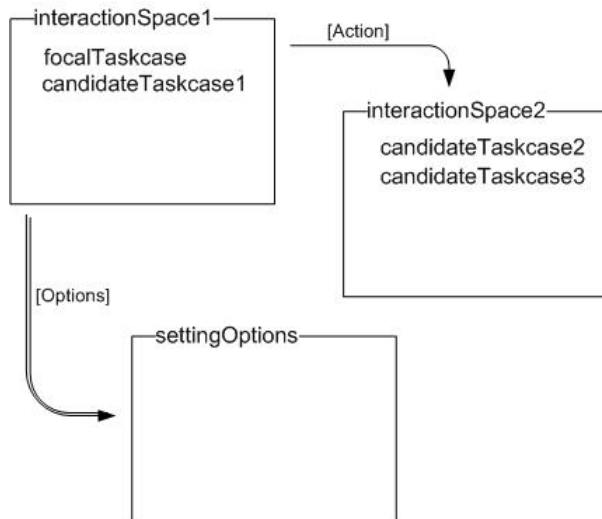 interactionSpace1
focalTaskcase
candidateTaskcase1
[Action]
interactionSpace2
candidateTaskcase2
candidateTaskcase3
[Options]
settingOptions